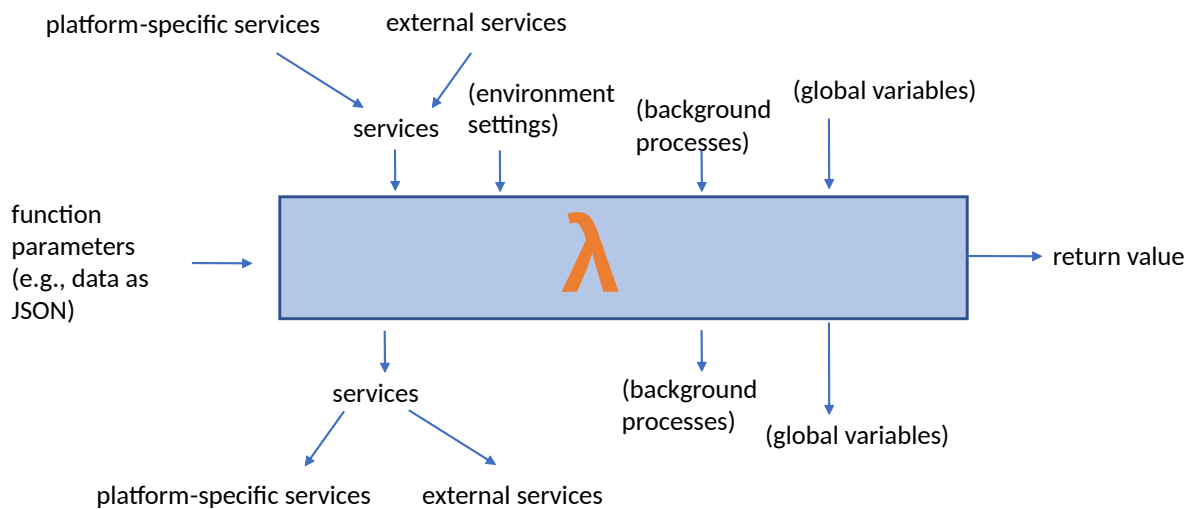 platform-specific services
external services
(environment
settings)
(background
processes)
(global variables)
services
function
parameters
(e.g., data as
JSON)
λ
return value
services
(background
processes)
(global variables)
platform-specific services
external services